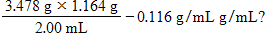 3.478 g × 1.164 g
2.00 mL
− 0.116 g/mL g/mL?